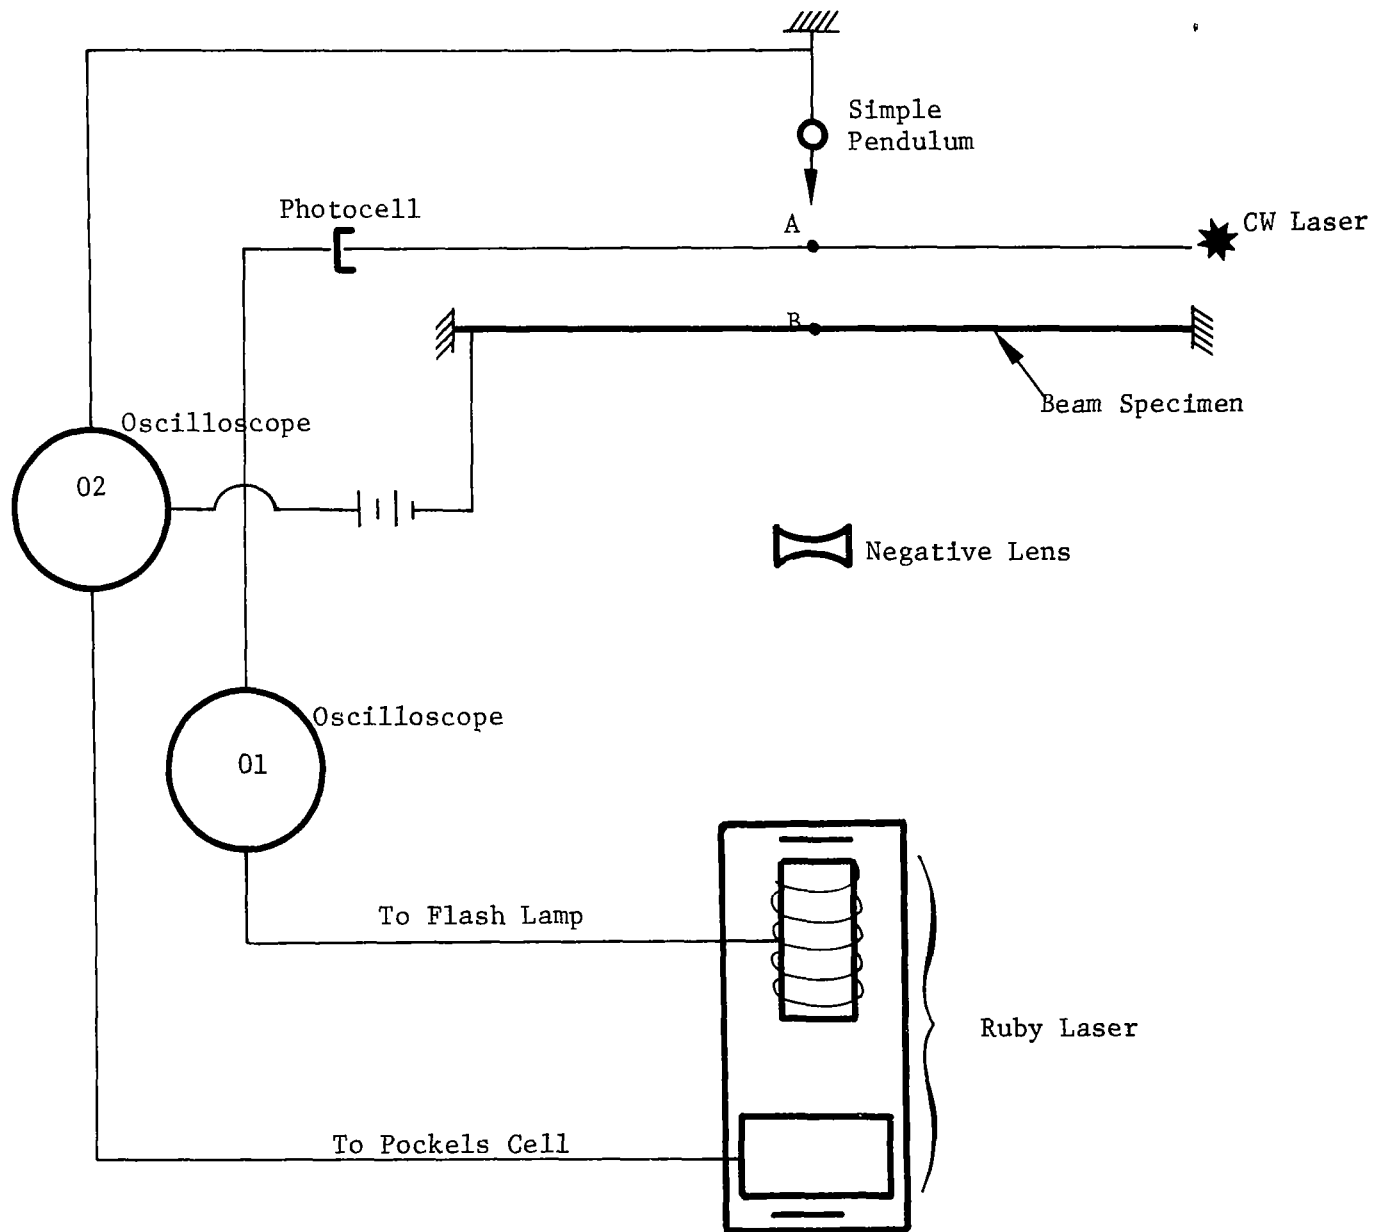 Simple
Pendulum
Photocell
A
CW Laser
B
Beam Specimen
Oscilloscope
02
Negative Lens
Oscilloscope
01
To Flash Lamp
Ruby Laser
To Pockels Cell